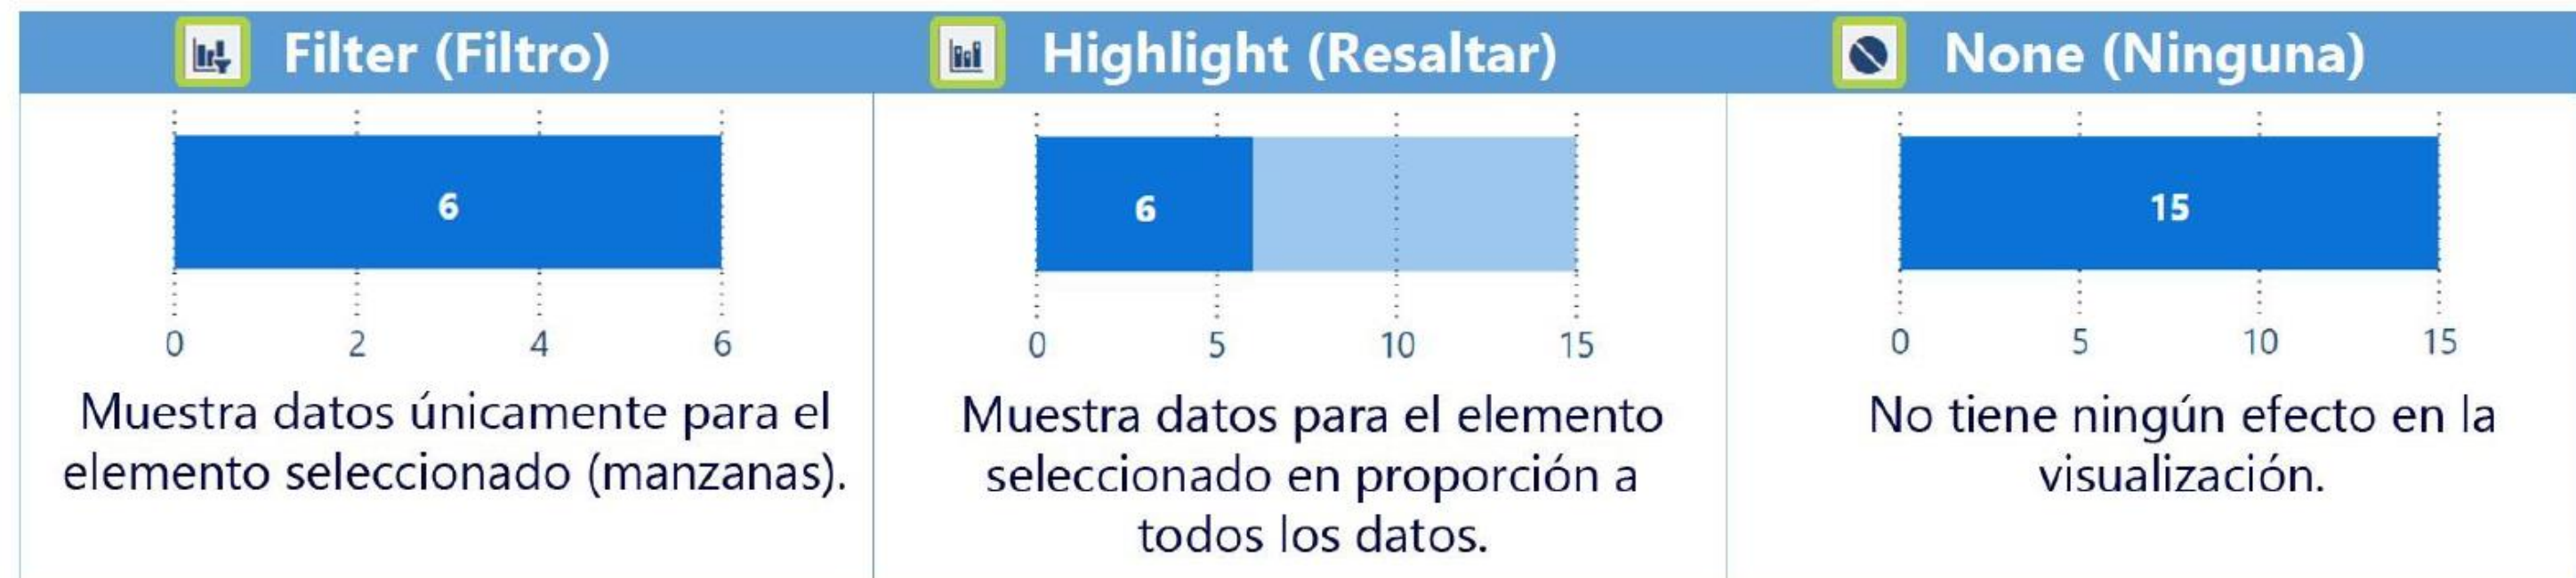 Filter (Filtro)
6
0 2 4 6
Muestra datos únicamente para el
elemento seleccionado (manzanas).
Highlight (Resaltar)
6
0 5 10 15
Muestra datos para el elemento
seleccionado en proporción a
todos los datos.
None (Ninguna)
15
0 5 10 15
No tiene ningún efecto en la
visualización.